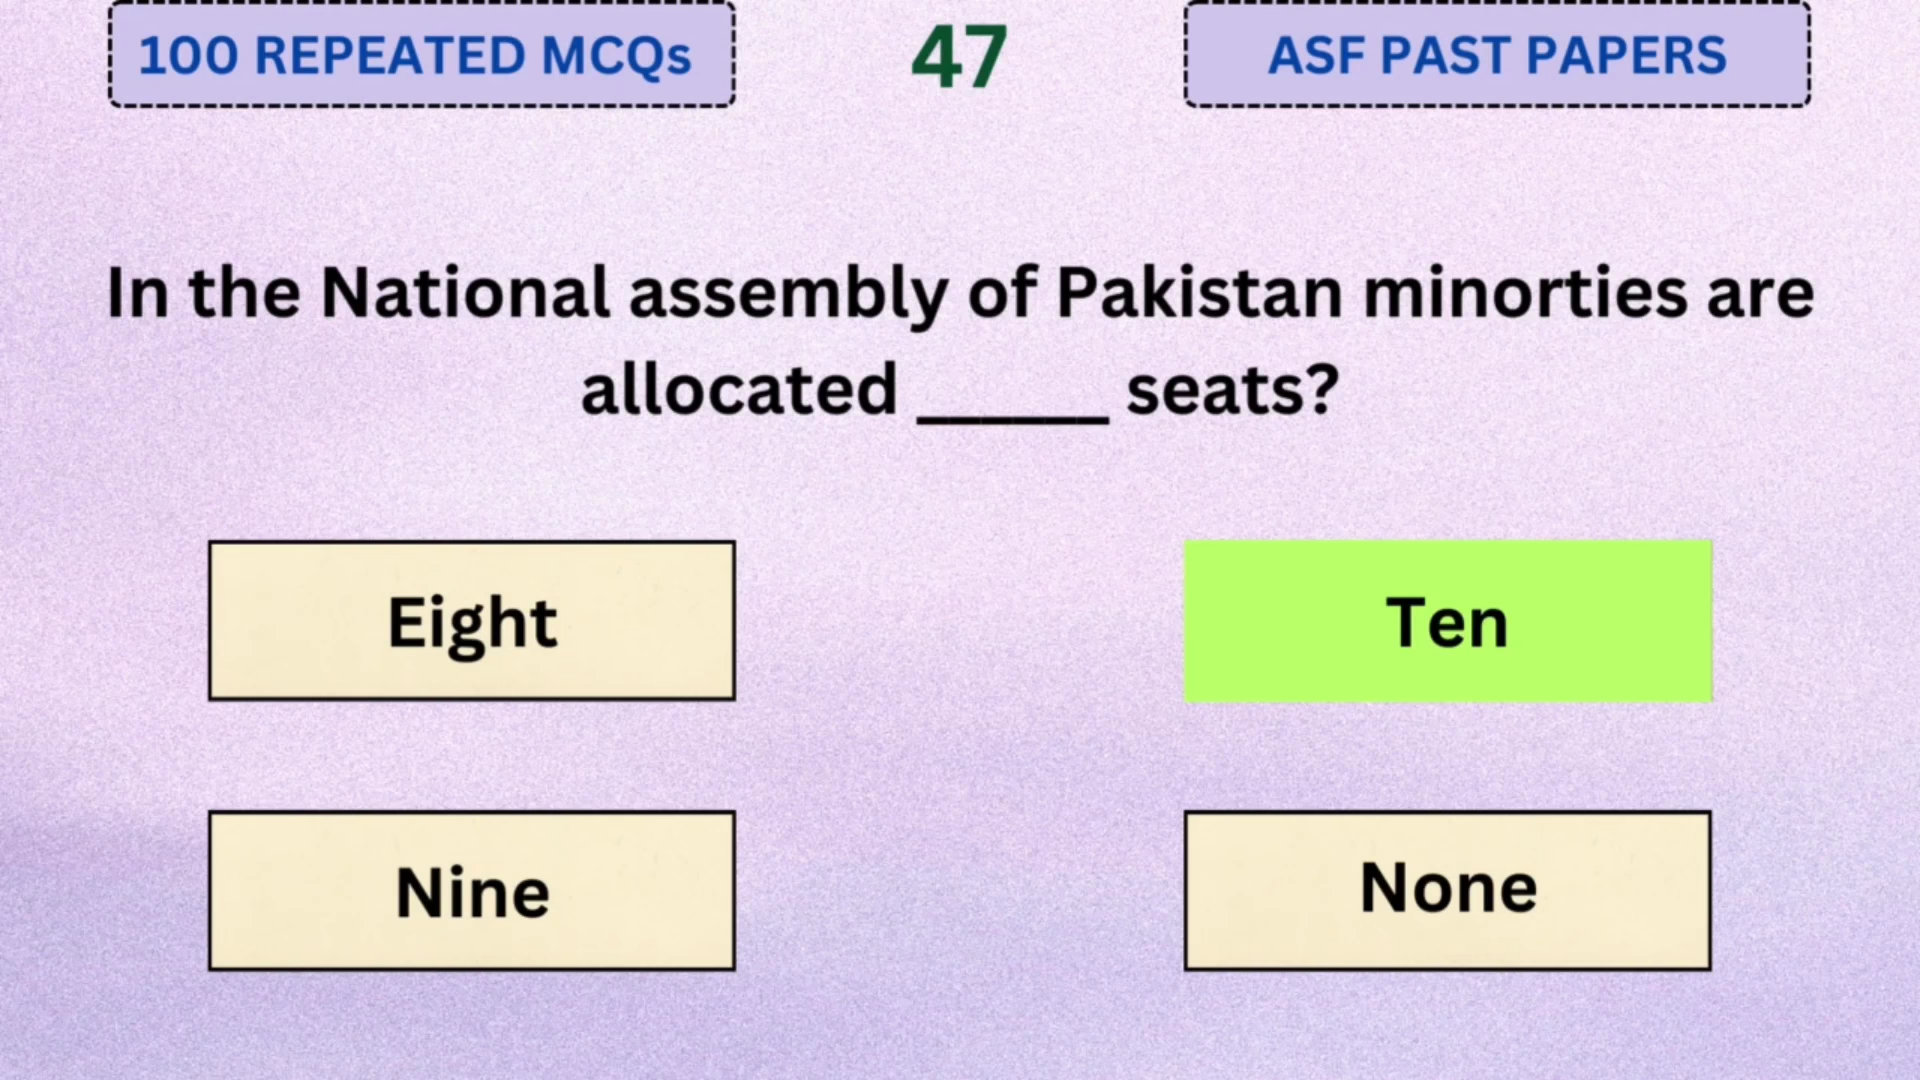 100 REPEATED MCQs
47
ASF PAST PAPERS
In the National assembly of Pakistan minorties are
allocated ______ seats?
Eight
Ten
Nine
None